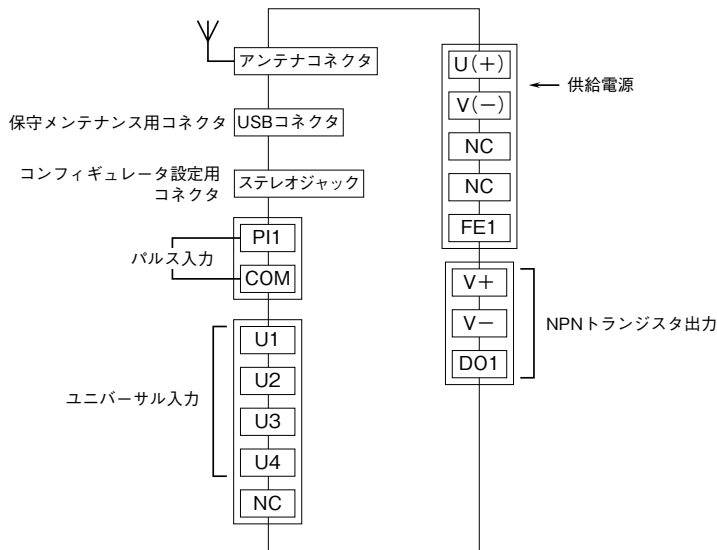 アンテナコネクタ
保守メンテナンス用コネクタ
USBコネクタ
コンフィギュレータ設定用
コネクタ
ステレオジャック
パルス入力
PI1
COM
ユニバーサル入力
U1
U2
U3
U4
NC
U(+)
V(−)
NC
NC
FE1
供給電源
V+
V−
DO1
NPNトランジスタ出力